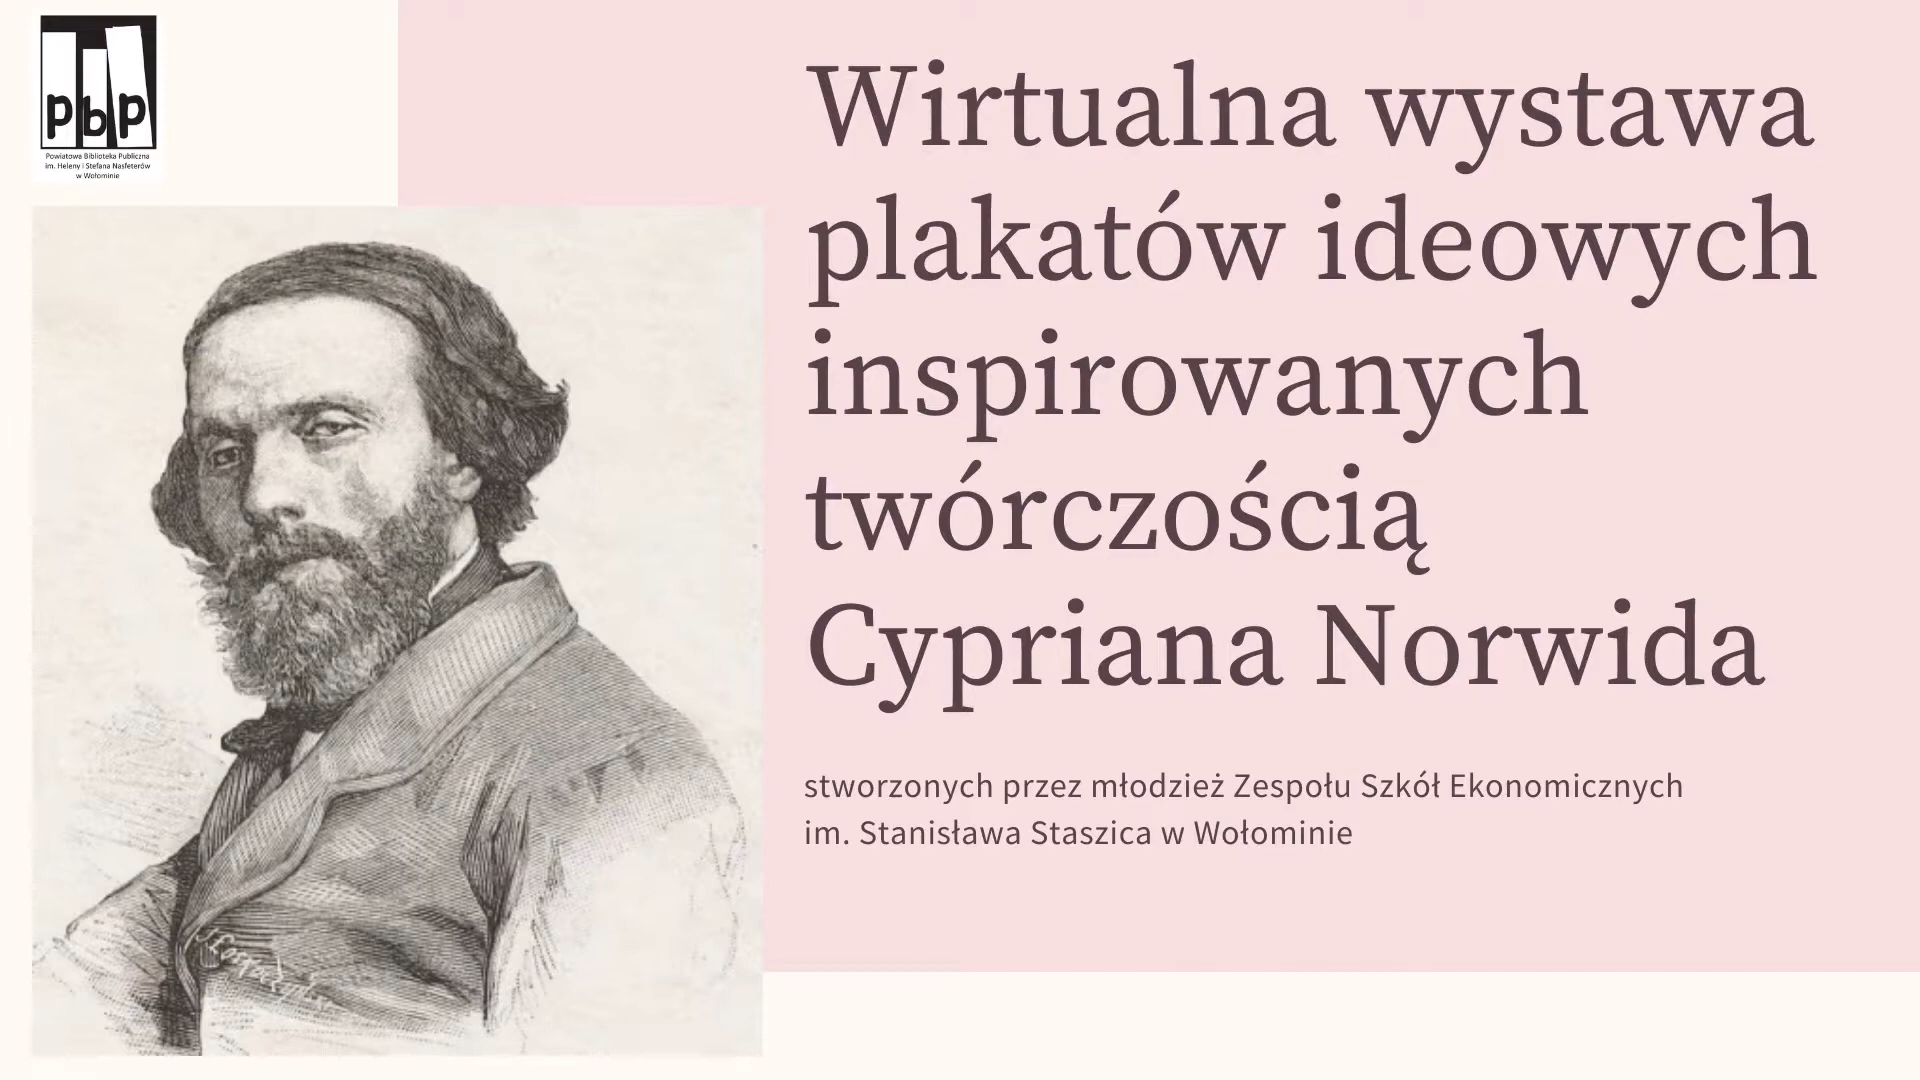 pbp
Powiatowa Biblioteka Publiczna
im. Heleny i Stefana Nasfeterów
w Wołominie
Wirtualna wystawa
plakatów ideowych
inspirowanych
twórczością
Cypriana Norwida
stworzonych przez młodzież Zespołu Szkół Ekonomicznych
im. Stanisława Staszica w Wołominie